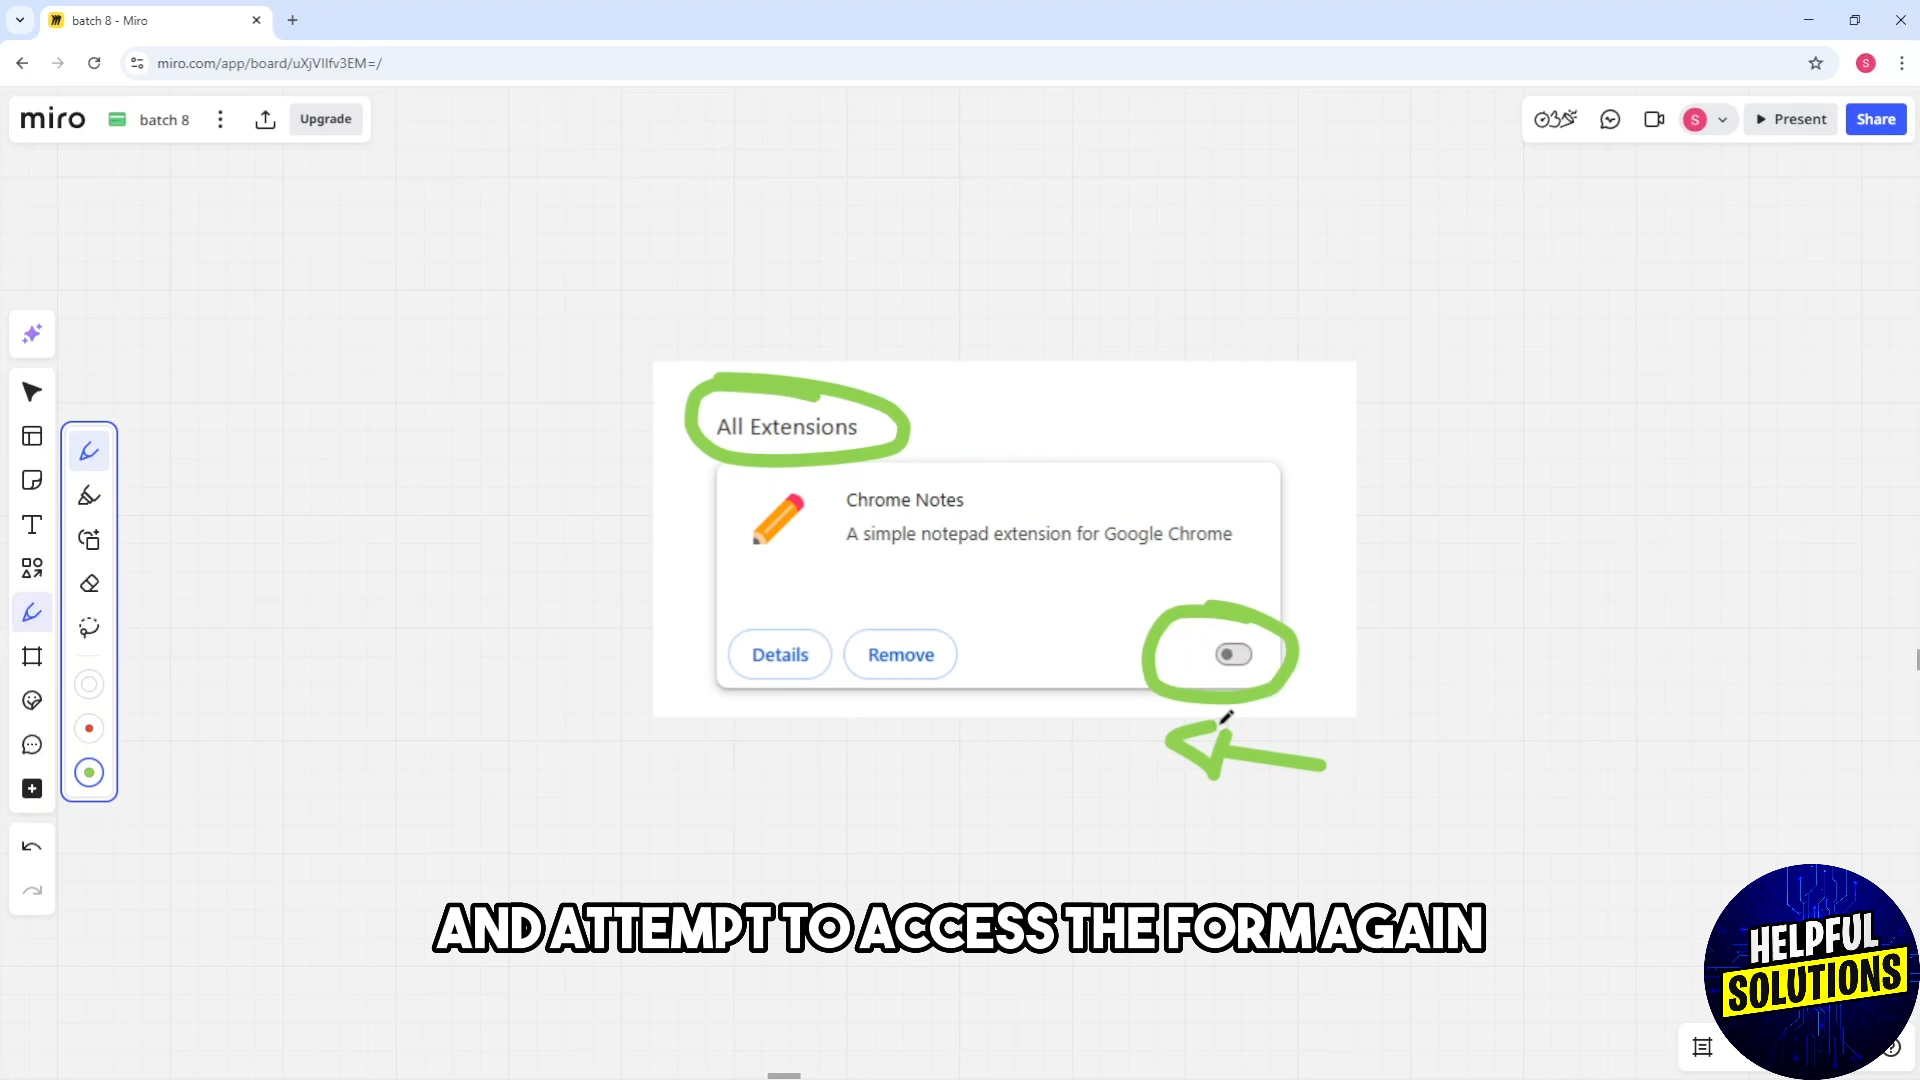 batch 8 - Miro
miro.com/app/board/uXjVIlfv3EM=/
S
miro
batch 8
Upgrade
S
Present
Share
All Extensions
Chrome Notes
A simple notepad extension for Google Chrome
Details
Remove
AND ATTEMPT TO ACCESS THE FORM AGAIN
HELPFUL
SOLUTIONS